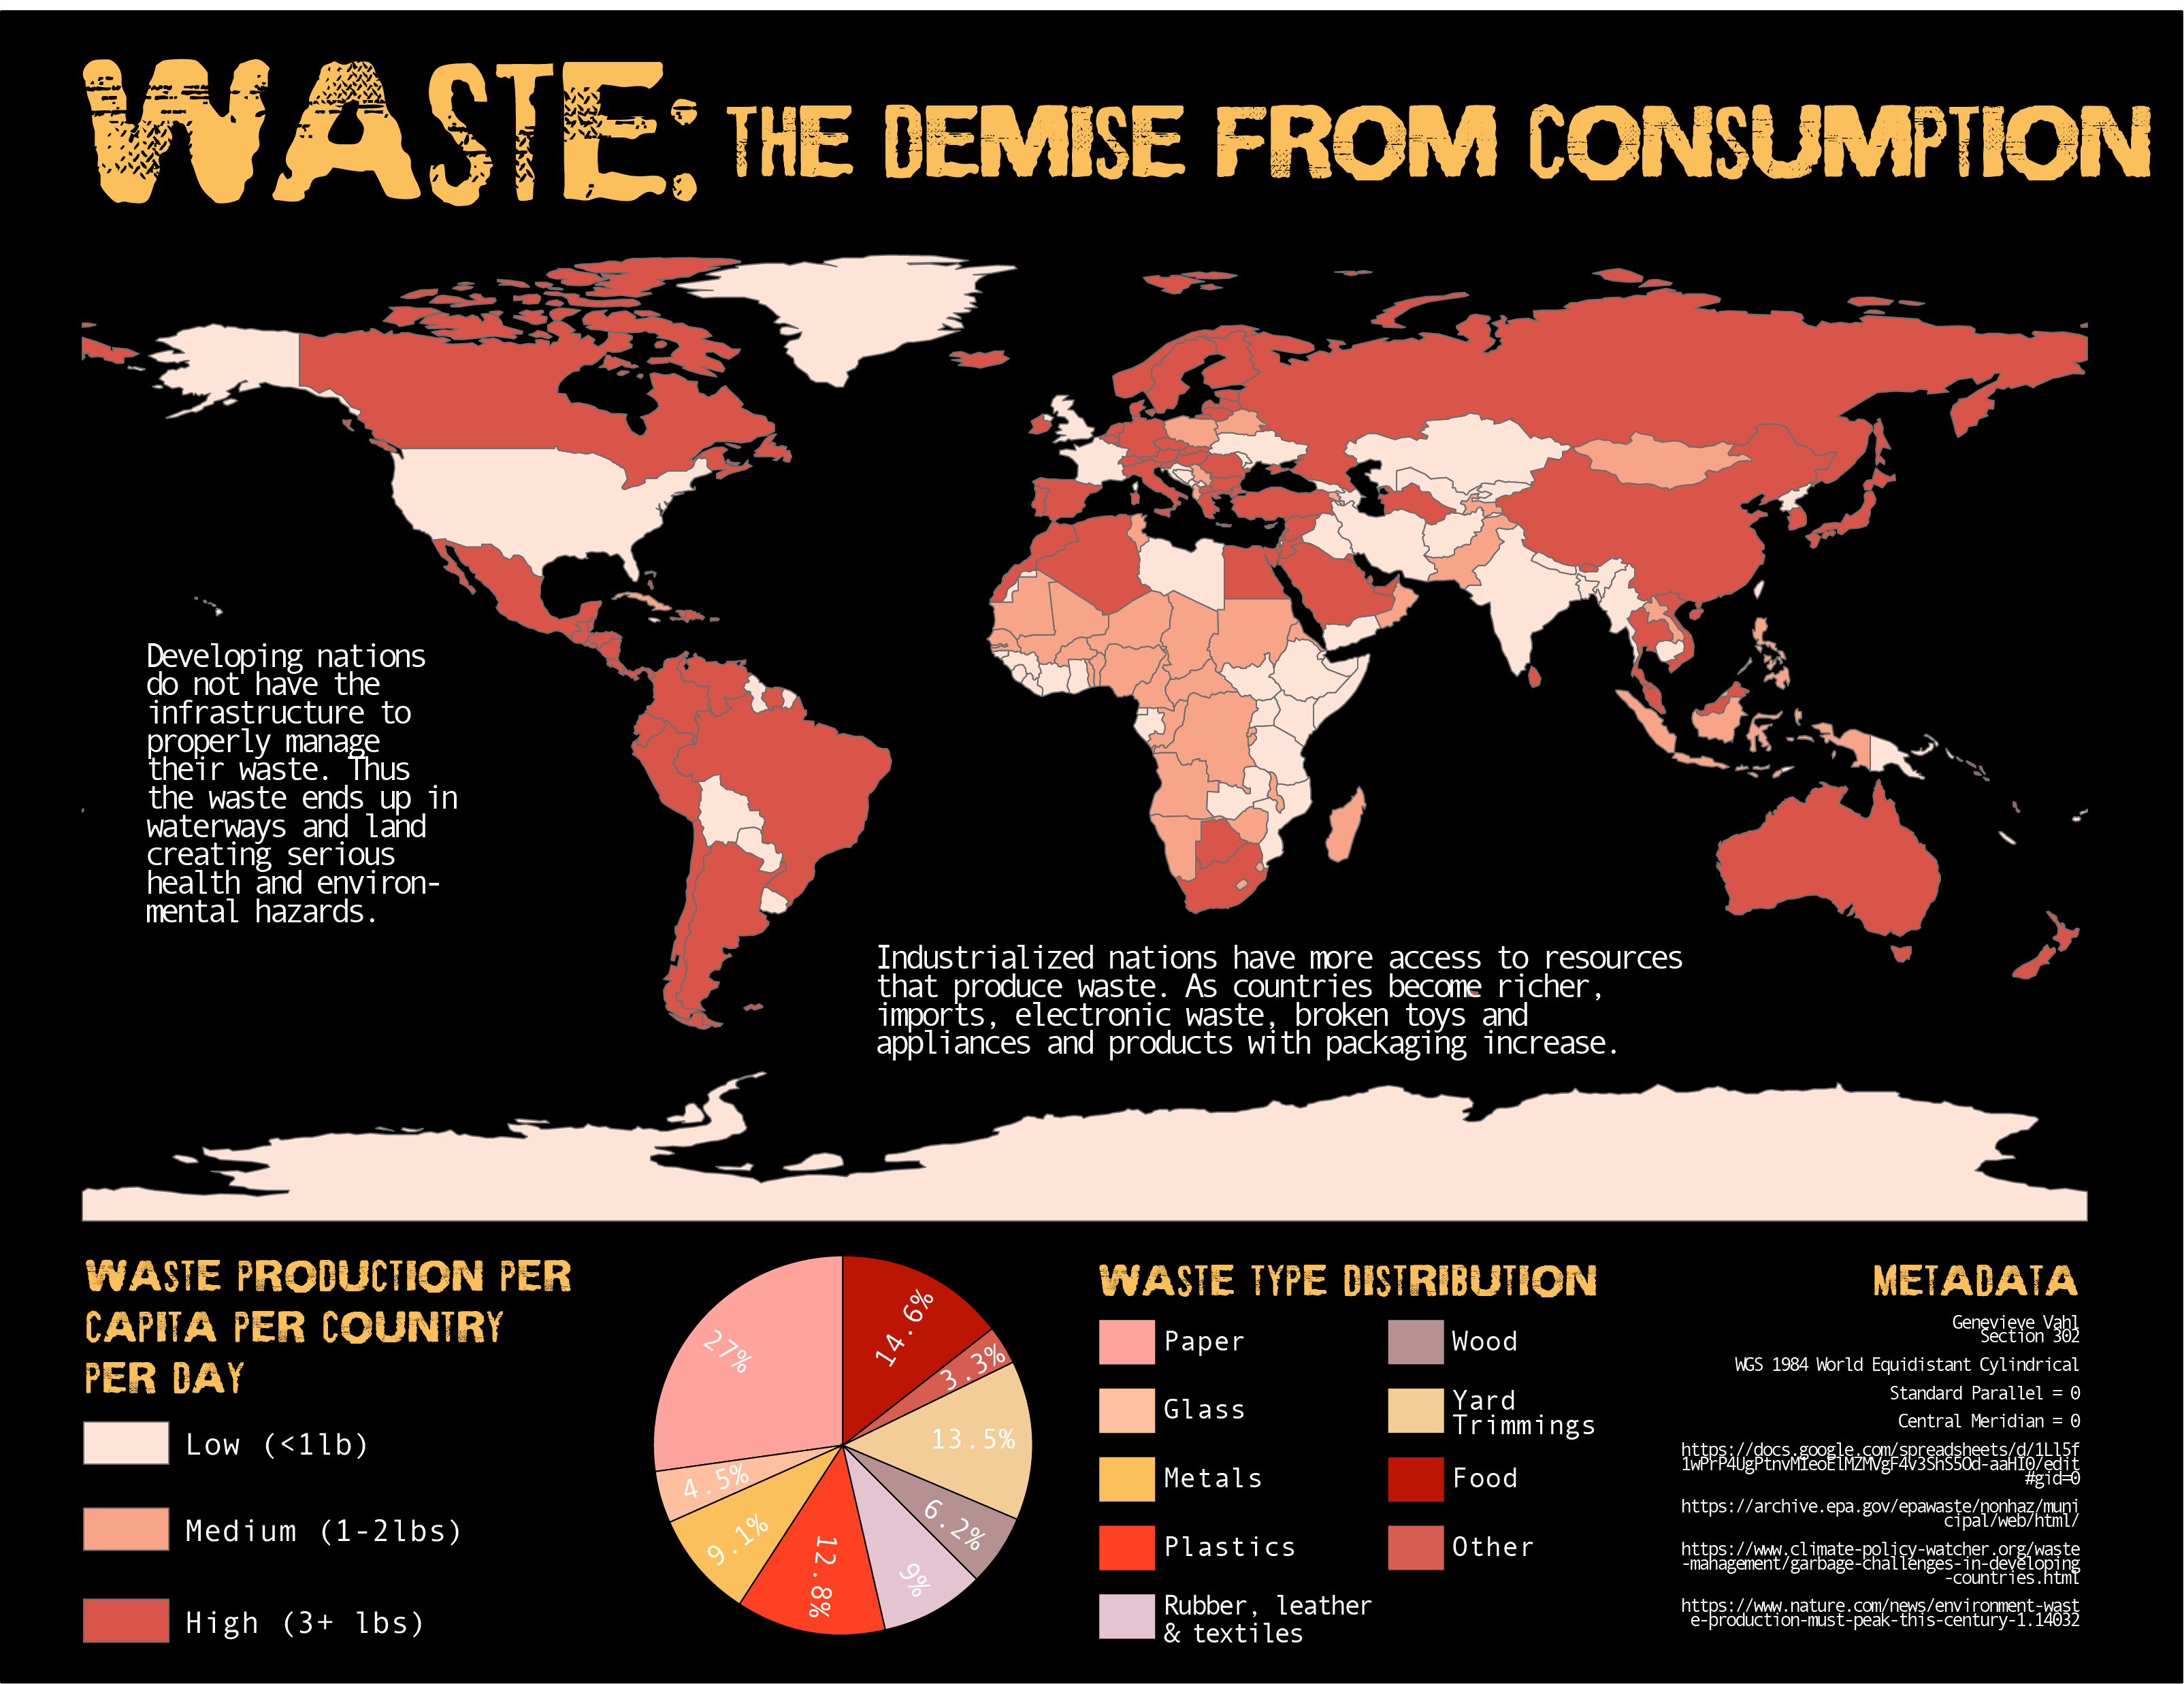 WASTE: THE DEMISE FROM CONSUMPTION
Developing nations
do not have the
infrastructure to
properly manage
their waste. Thus
the waste ends up in
waterways and land
creating serious
health and environ-
mental hazards.
Industrialized nations have more access to resources
that produce waste. As countries become richer,
imports, electronic waste, broken toys and
appliances and products with packaging increase.
WASTE PRODUCTION PER
CAPITA PER COUNTRY
PER DAY
Low (<1lb)
Medium (1-2lbs)
High (3+ lbs)
27%
14.6%
3.3%
13.5%
6.2%
9%
12.8%
9.1%
4.5%
WASTE TYPE DISTRIBUTION
Paper
Glass
Metals
Plastics
Rubber, leather
& textiles
Wood
Yard
Trimmings
Food
Other
METADATA
Genevieve Vahl
Section 302
WGS 1984 World Equidistant Cylindrical
Standard Parallel = 0
Central Meridian = 0
https://docs.google.com/spreadsheets/d/1Ll5f
#gid=0
https://archive.epa.gov/epawaste/nonhaz/muni
cipal/web/html/
https://www.climate-policy-watcher.org/waste
-management/garbage-challenges-in-developing
-countries.html
https://www.nature.com/news/environment-wast
e-production-must-peak-this-century-1.14032